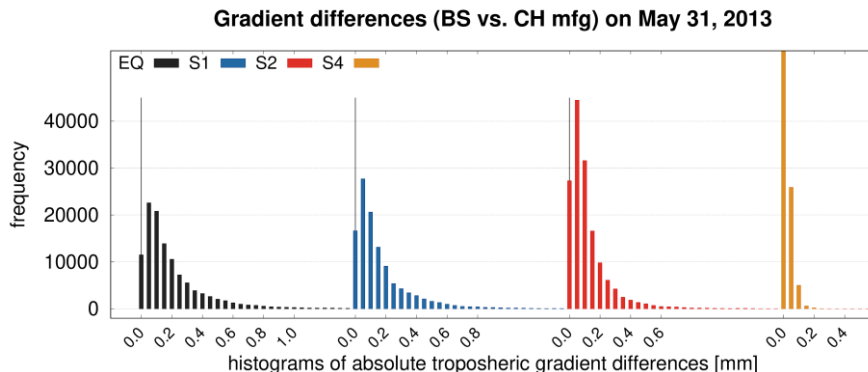 Gradient differences (BS vs. CH mfg) on May 31, 2013
EQ S1 S2 S4
frequency
40000
30000
20000
10000
0
0.0 0.2 0.4 0.6 0.8 1.0 0.0 0.2 0.4 0.6 0.8 0.0 0.2 0.4 0.6 0.0 0.2 0.4
histograms of absolute troposheric gradient differences [mm]